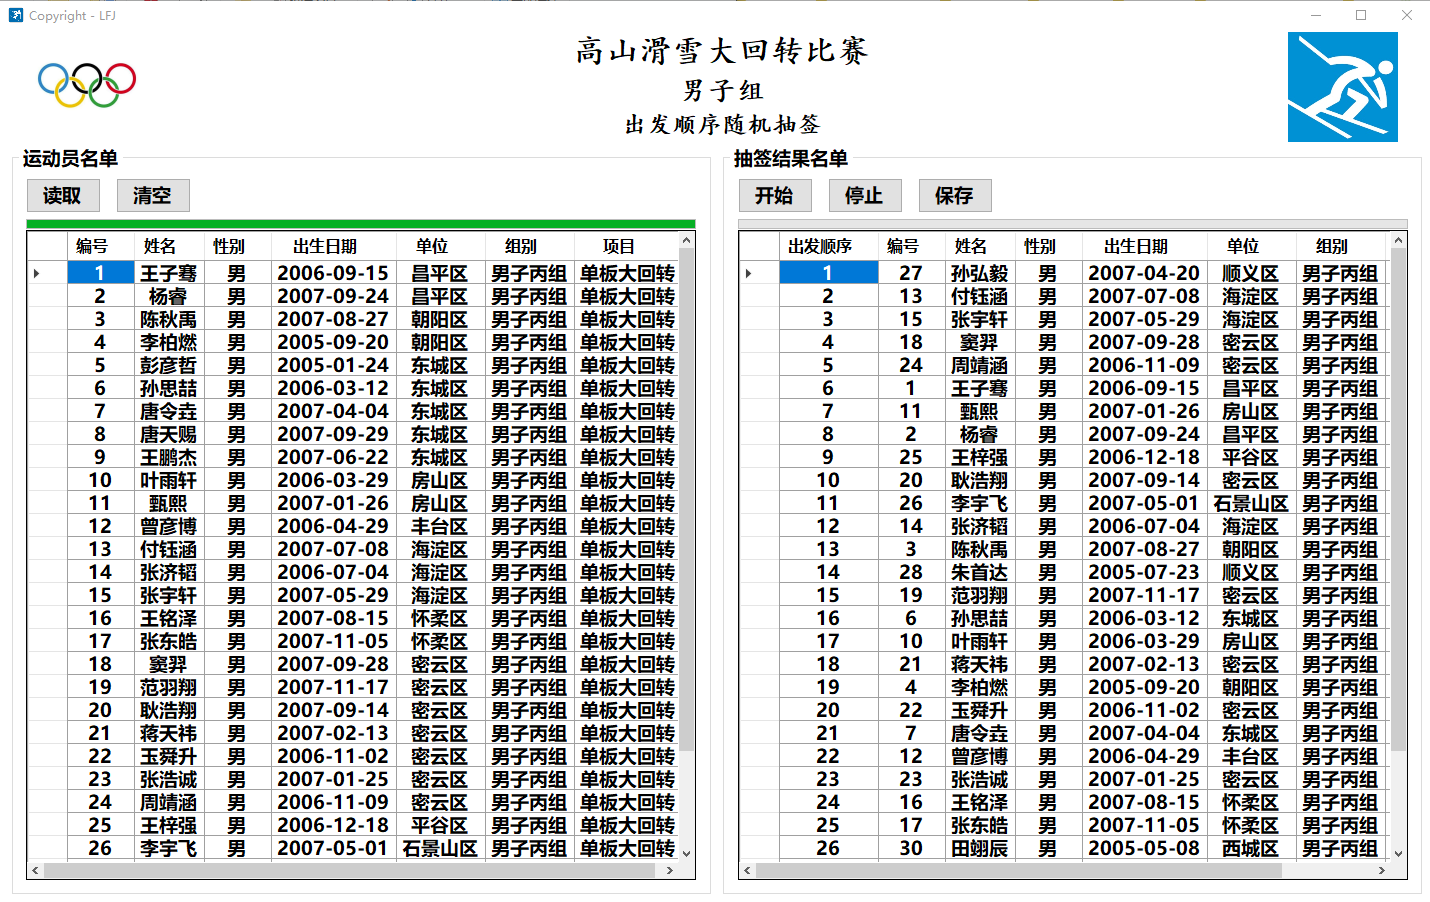 Copyright - LFJ
高山滑雪大回转比赛
男子组
出发顺序随机抽签
运动员名单
读取 清空
编号 姓名 性别 出生日期 单位 组别 项目
1 王子骞 男 2006-09-15 昌平区 男子丙组 单板大回转
2 杨睿 男 2007-09-24 昌平区 男子丙组 单板大回转
3 陈秋禹 男 2007-08-27 朝阳区 男子丙组 单板大回转
4 李柏燃 男 2005-09-20 朝阳区 男子丙组 单板大回转
5 彭彦哲 男 2005-01-24 东城区 男子丙组 单板大回转
6 孙思喆 男 2006-03-12 东城区 男子丙组 单板大回转
7 唐令垚 男 2007-04-04 东城区 男子丙组 单板大回转
8 唐天赐 男 2007-09-29 东城区 男子丙组 单板大回转
9 王鹏杰 男 2007-06-22 东城区 男子丙组 单板大回转
10 叶雨轩 男 2006-03-29 房山区 男子丙组 单板大回转
11 甄熙 男 2007-01-26 房山区 男子丙组 单板大回转
12 曾彦博 男 2006-04-29 丰台区 男子丙组 单板大回转
13 付钰涵 男 2007-07-08 海淀区 男子丙组 单板大回转
14 张济韬 男 2006-07-04 海淀区 男子丙组 单板大回转
15 张宇轩 男 2007-05-29 海淀区 男子丙组 单板大回转
16 王铭泽 男 2007-08-15 怀柔区 男子丙组 单板大回转
17 张东皓 男 2007-11-05 怀柔区 男子丙组 单板大回转
18 窦羿 男 2007-09-28 密云区 男子丙组 单板大回转
19 范羽翔 男 2007-11-17 密云区 男子丙组 单板大回转
20 耿浩翔 男 2007-09-14 密云区 男子丙组 单板大回转
21 蒋天祎 男 2007-02-13 密云区 男子丙组 单板大回转
22 玉舜升 男 2006-11-02 密云区 男子丙组 单板大回转
23 张浩诚 男 2007-01-25 密云区 男子丙组 单板大回转
24 周靖涵 男 2006-11-09 密云区 男子丙组 单板大回转
25 王梓强 男 2006-12-18 平谷区 男子丙组 单板大回转
26 李宇飞 男 2007-05-01 石景山区 男子丙组 单板大回转
抽签结果名单
开始 停止 保存
出发顺序 编号 姓名 性别 出生日期 单位 组别
1 27 孙弘毅 男 2007-04-20 顺义区 男子丙组
2 13 付钰涵 男 2007-07-08 海淀区 男子丙组
3 15 张宇轩 男 2007-05-29 海淀区 男子丙组
4 18 窦羿 男 2007-09-28 密云区 男子丙组
5 24 周靖涵 男 2006-11-09 密云区 男子丙组
6 1 王子骞 男 2006-09-15 昌平区 男子丙组
7 11 甄熙 男 2007-01-26 房山区 男子丙组
8 2 杨睿 男 2007-09-24 昌平区 男子丙组
9 25 王梓强 男 2006-12-18 平谷区 男子丙组
10 20 耿浩翔 男 2007-09-14 密云区 男子丙组
11 26 李宇飞 男 2007-05-01 石景山区 男子丙组
12 14 张济韬 男 2006-07-04 海淀区 男子丙组
13 3 陈秋禹 男 2007-08-27 朝阳区 男子丙组
14 28 朱首达 男 2005-07-23 顺义区 男子丙组
15 19 范羽翔 男 2007-11-17 密云区 男子丙组
16 6 孙思喆 男 2006-03-12 东城区 男子丙组
17 10 叶雨轩 男 2006-03-29 房山区 男子丙组
18 21 蒋天祎 男 2007-02-13 密云区 男子丙组
19 4 李柏燃 男 2005-09-20 朝阳区 男子丙组
20 22 玉舜升 男 2006-11-02 密云区 男子丙组
21 7 唐令垚 男 2007-04-04 东城区 男子丙组
22 12 曾彦博 男 2006-04-29 丰台区 男子丙组
23 23 张浩诚 男 2007-01-25 密云区 男子丙组
24 16 王铭泽 男 2007-08-15 怀柔区 男子丙组
25 17 张东皓 男 2007-11-05 怀柔区 男子丙组
26 30 田翊辰 男 2005-05-08 西城区 男子丙组